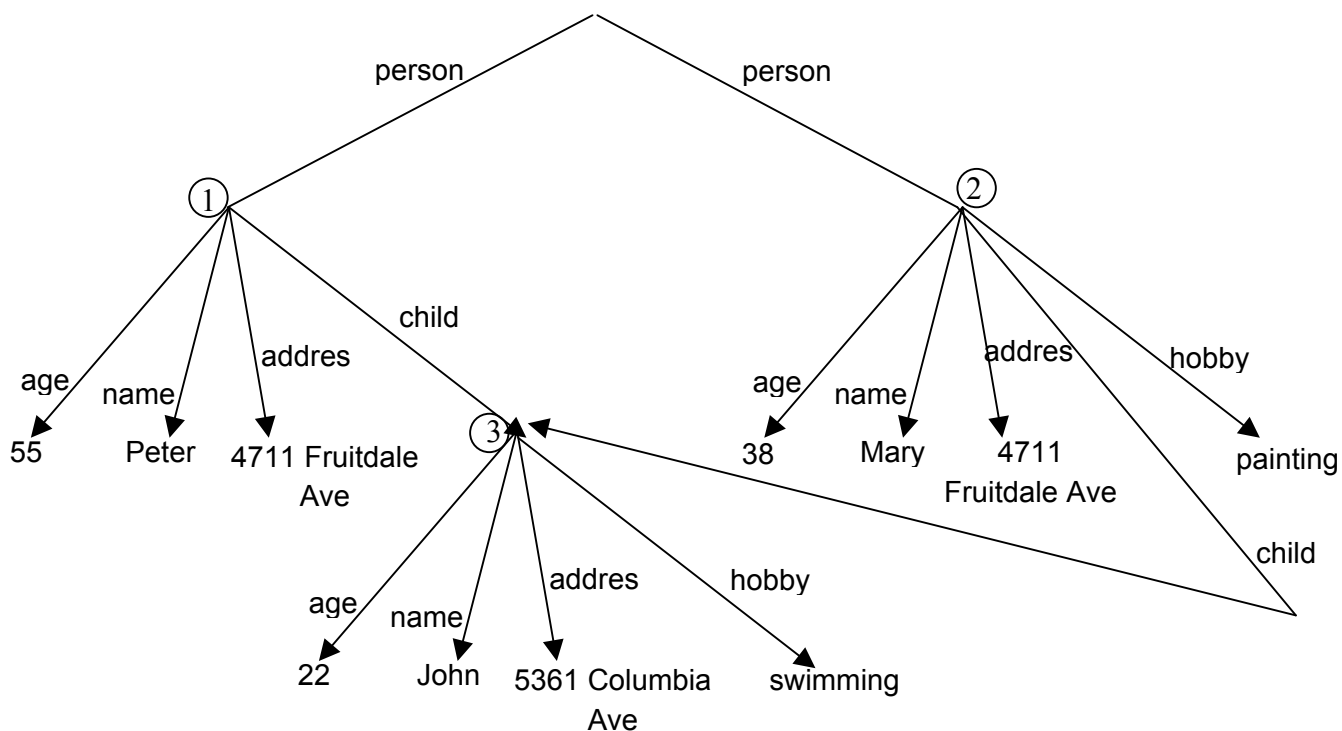 person
person
1
2
child
addres
age
name
addres
hobby
age
name
3
55
Peter
4711 Fruitdale
Ave
38
Mary
4711
Fruitdale Ave
painting
child
addres
hobby
age
name
22
John
5361 Columbia
Ave
swimming